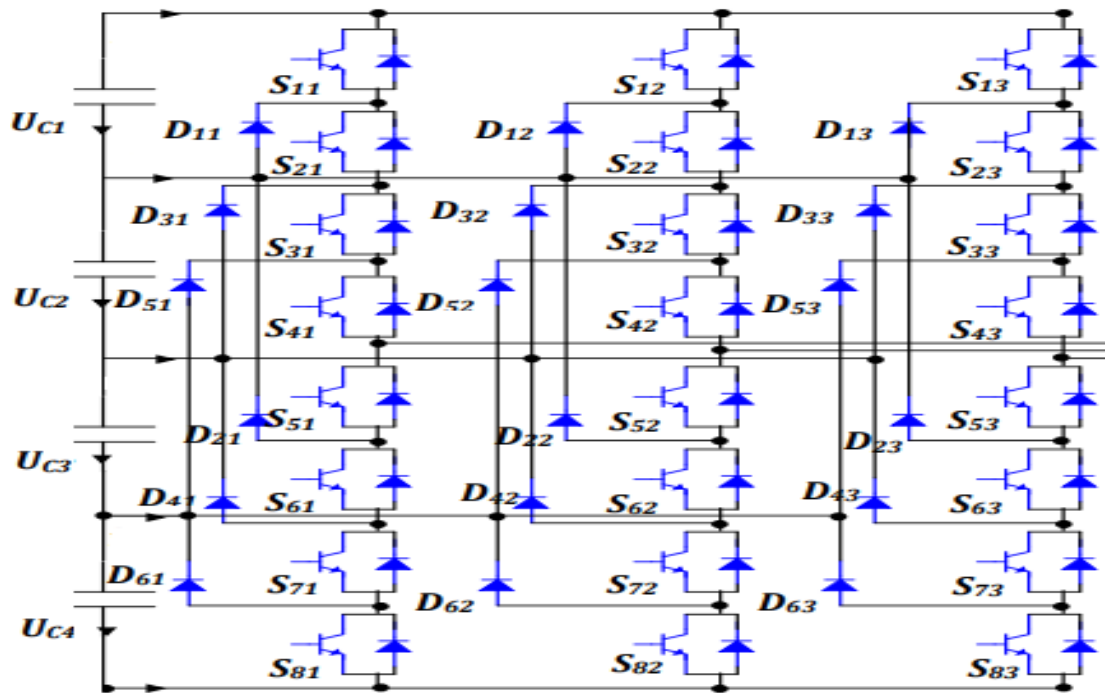 S11 S12 S13
UC1 D11 D12 D13
S21 S22 S23
D31 D32 D33
S31 S32 S33
UC2 D51 D52 D53
S41 S42 S43
S51 S52 S53
D21 D22 D23
UC3
D41 S61 D42 S62 D43 S63
D61 S71 D62 S72 D63 S73
UC4
S81 S82 S83